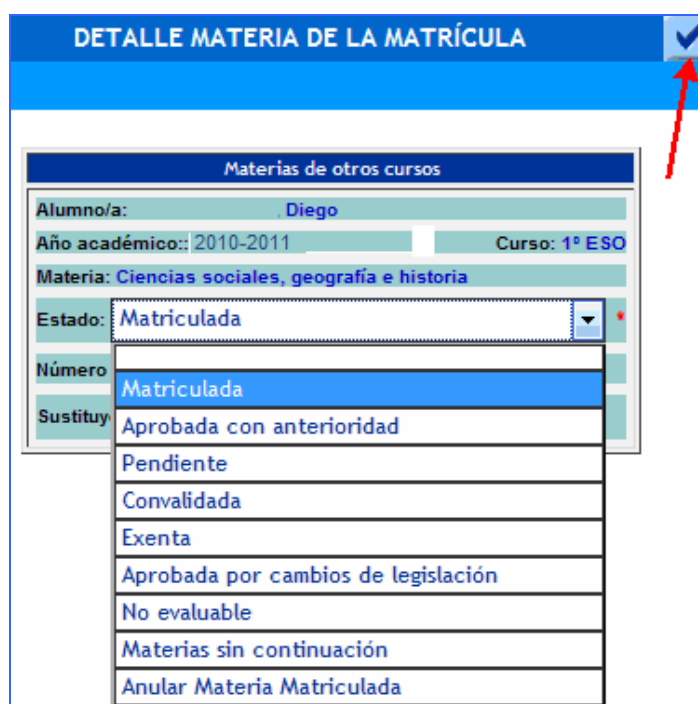 DETALLE MATERIA DE LA MATRÍCULA
Materias de otros cursos
Alumno/a: , Diego
Año académico:: 2010-2011 Curso: 1º ESO
Materia: Ciencias sociales, geografía e historia
Estado: Matriculada *
Número
Matriculada
Sustituy
Aprobada con anterioridad
Pendiente
Convalidada
Exenta
Aprobada por cambios de legislación
No evaluable
Materias sin continuación
Anular Materia Matriculada